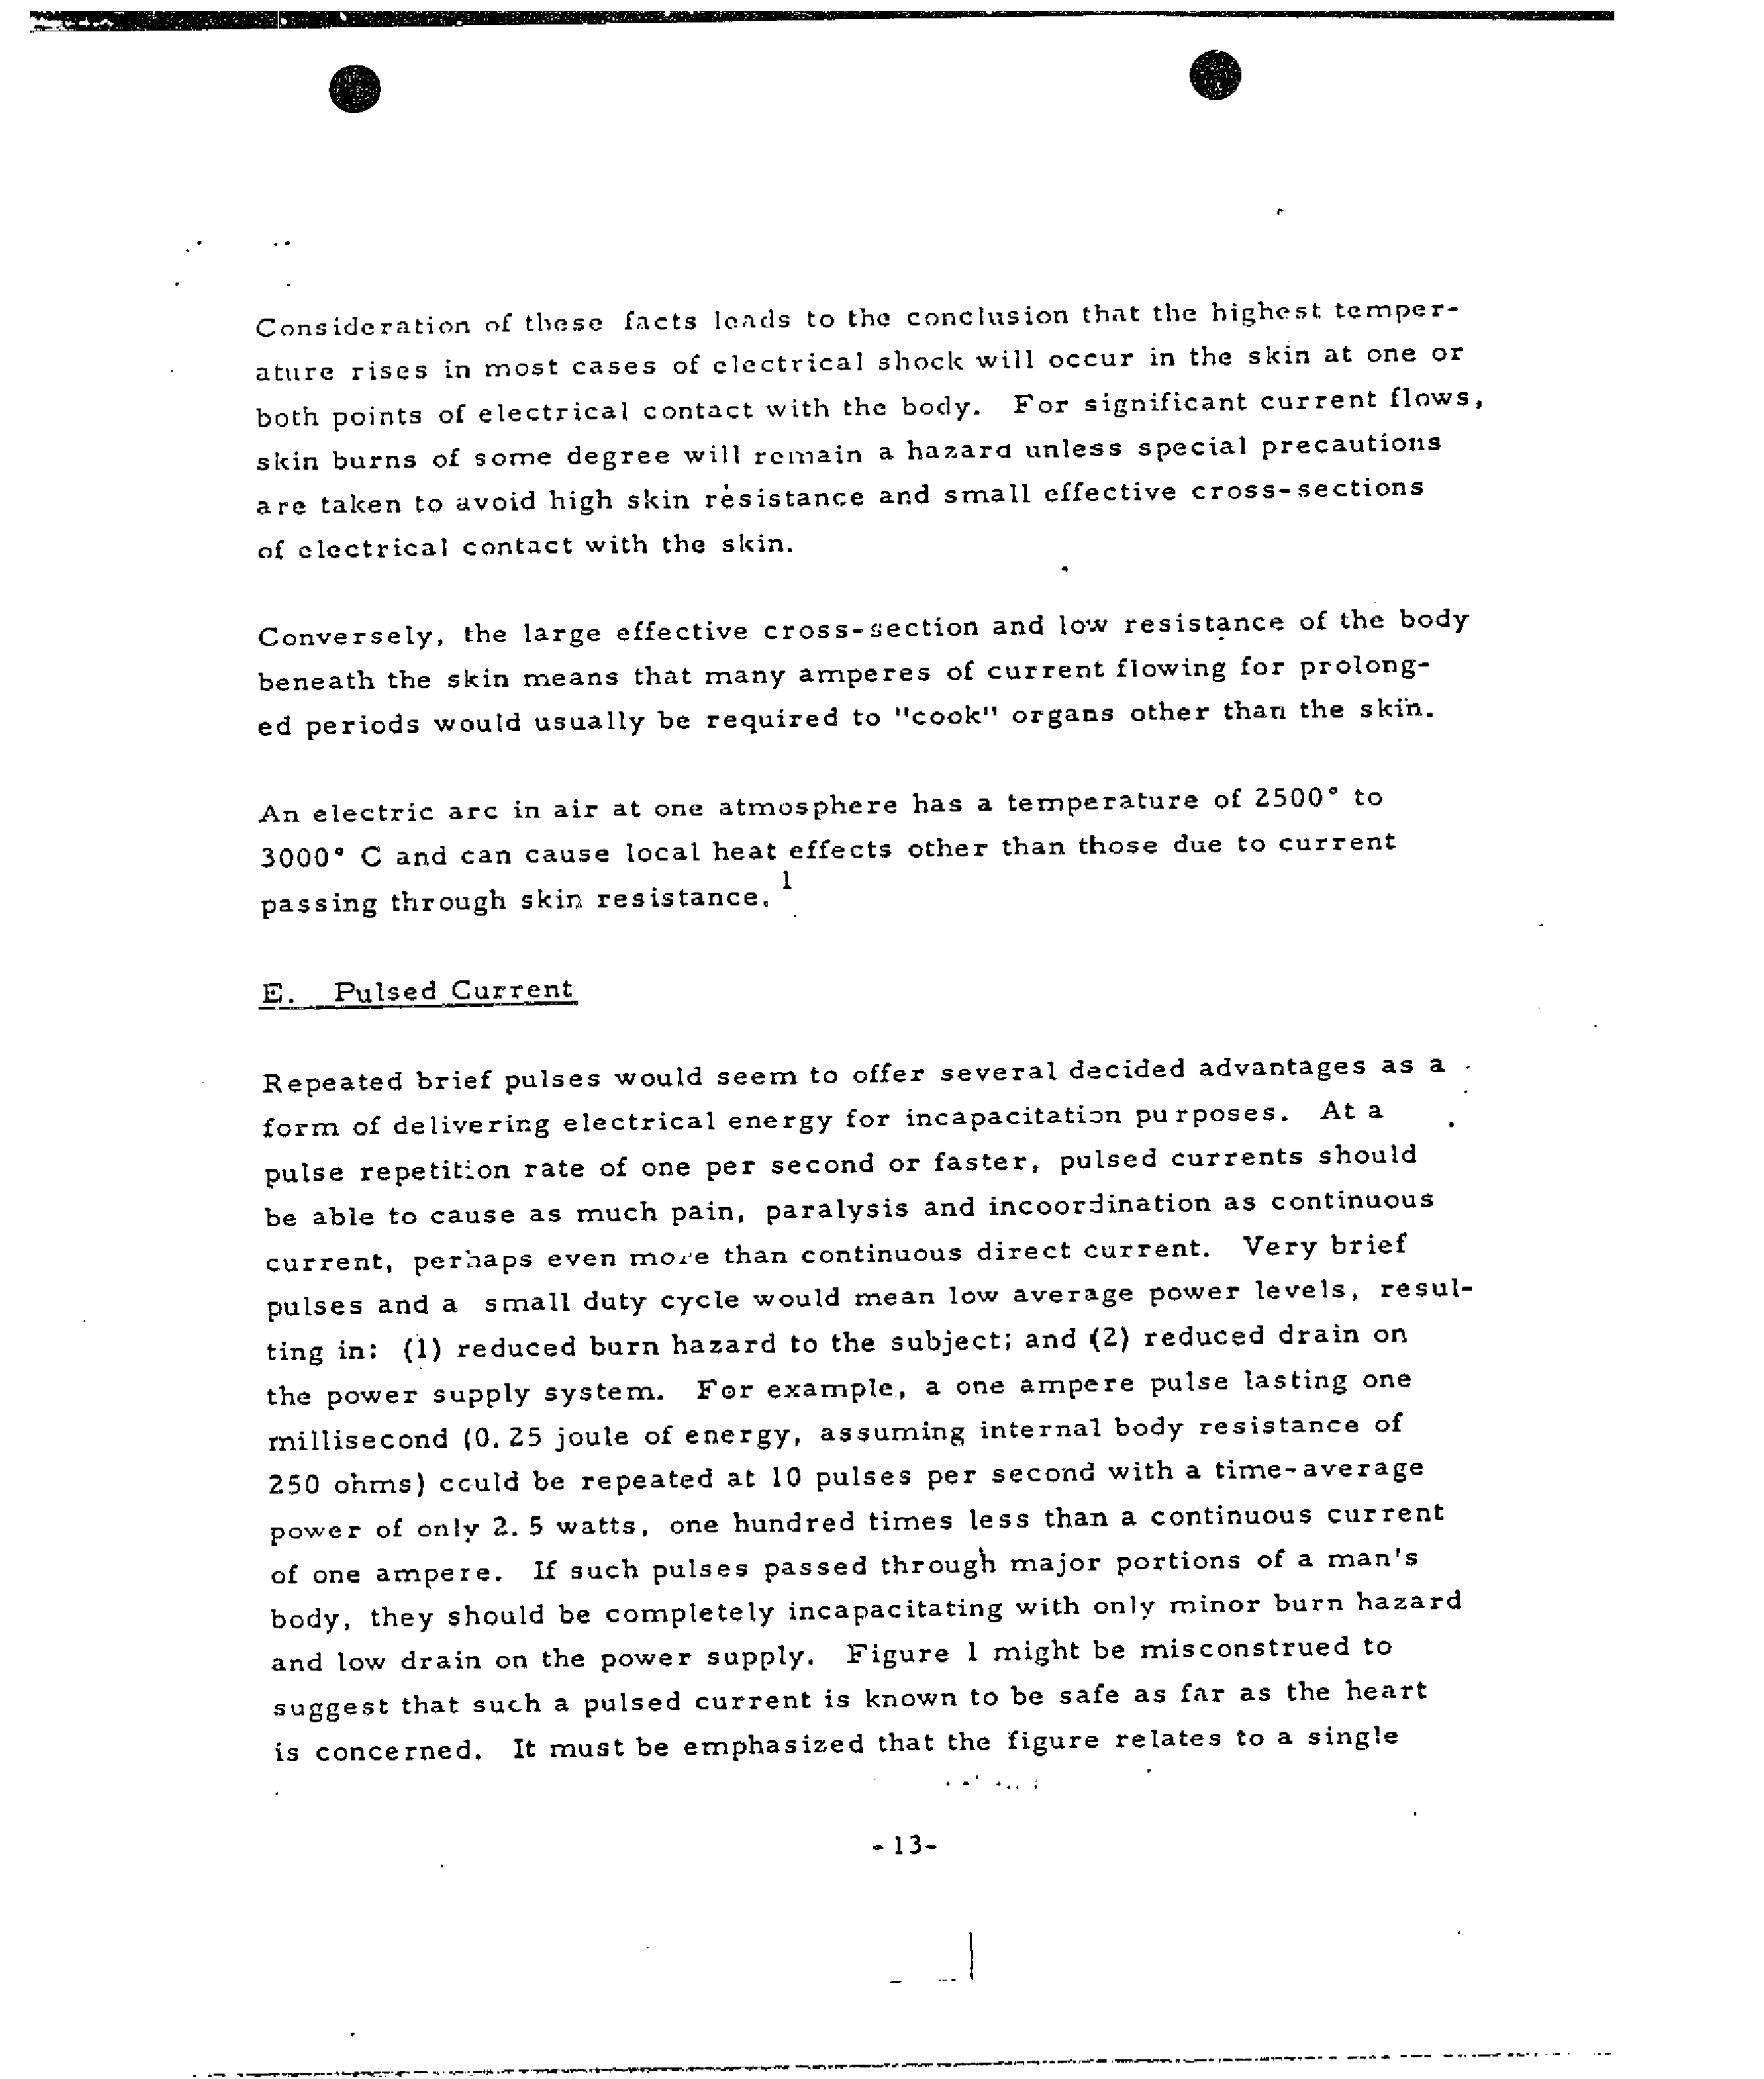 Consideration of these facts leads to the conclusion that the highest temper-
ature rises in most cases of electrical shock will occur in the skin at one or
both points of electrical contact with the body. For significant current flows,
skin burns of some degree will remain a hazard unless special precautions
are taken to avoid high skin resistance and small effective cross-sections
of electrical contact with the skin.
Conversely, the large effective cross-section and low resistance of the body
beneath the skin means that many amperes of current flowing for prolong-
ed periods would usually be required to "cook" organs other than the skin.
An electric arc in air at one atmosphere has a temperature of 2500° to
3000° C and can cause local heat effects other than those due to current
passing through skin resistance. 1
E. Pulsed Current
Repeated brief pulses would seem to offer several decided advantages as a
form of delivering electrical energy for incapacitation purposes. At a
pulse repetition rate of one per second or faster, pulsed currents should
be able to cause as much pain, paralysis and incoordination as continuous
current, perhaps even more than continuous direct current. Very brief
pulses and a small duty cycle would mean low average power levels, resul-
ting in: (1) reduced burn hazard to the subject; and (2) reduced drain on
the power supply system. For example, a one ampere pulse lasting one
millisecond (0.25 joule of energy, assuming internal body resistance of
250 ohms) could be repeated at 10 pulses per second with a time-average
power of only 2.5 watts, one hundred times less than a continuous current
of one ampere. If such pulses passed through major portions of a man's
body, they should be completely incapacitating with only minor burn hazard
and low drain on the power supply. Figure 1 might be misconstrued to
suggest that such a pulsed current is known to be safe as far as the heart
is concerned. It must be emphasized that the figure relates to a single
-13-